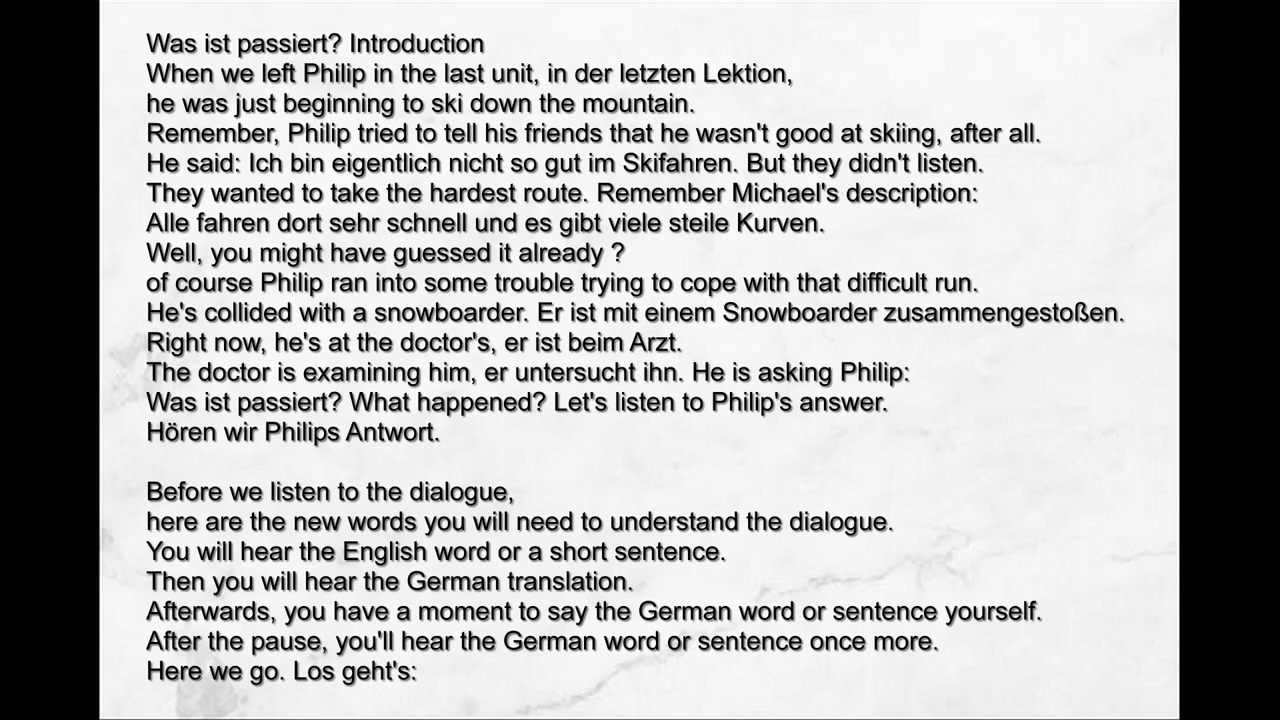 Was ist passiert? Introduction
When we left Philip in the last unit, in der letzten Lektion,
he was just beginning to ski down the mountain.
Remember, Philip tried to tell his friends that he wasn't good at skiing, after all.
He said: Ich bin eigentlich nicht so gut im Skifahren. But they didn't listen.
They wanted to take the hardest route. Remember Michael's description:
Alle fahren dort sehr schnell und es gibt viele steile Kurven.
Well, you might have guessed it already ?
of course Philip ran into some trouble trying to cope with that difficult run.
He's collided with a snowboarder. Er ist mit einem Snowboarder zusammengestoßen.
Right now, he's at the doctor's, er ist beim Arzt.
The doctor is examining him, er untersucht ihn. He is asking Philip:
Was ist passiert? What happened? Let's listen to Philip's answer.
Hören wir Philips Antwort.
Before we listen to the dialogue,
here are the new words you will need to understand the dialogue.
You will hear the English word or a short sentence.
Then you will hear the German translation.
Afterwards, you have a moment to say the German word or sentence yourself.
After the pause, you'll hear the German word or sentence once more.
Here we go. Los geht's: